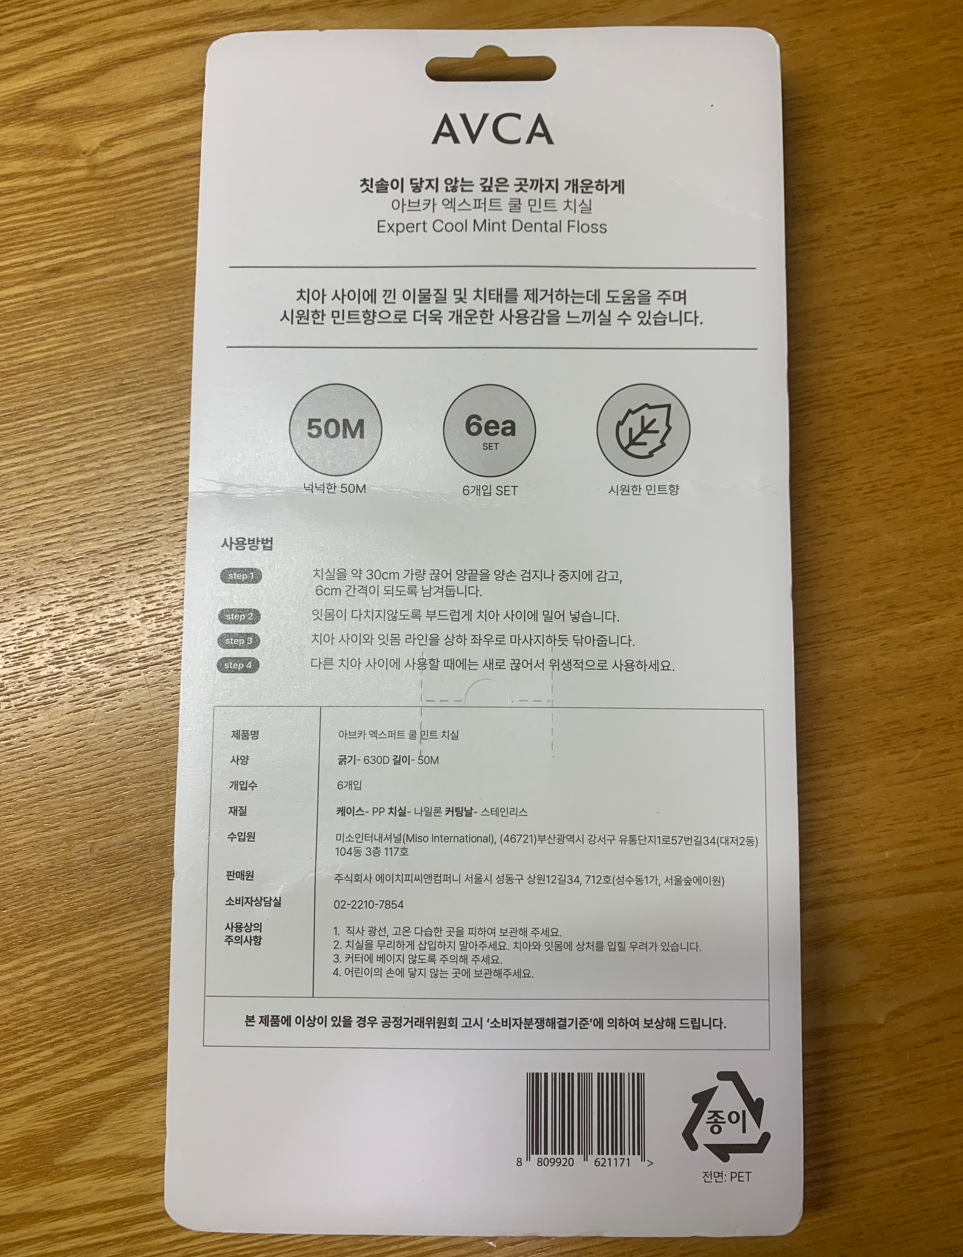 AVCA
칫솔이 닿지 않는 깊은 곳까지 개운하게
아브카 엑스퍼트 쿨 민트 치실
Expert Cool Mint Dental Floss
치아 사이에 낀 이물질 및 치태를 제거하는데 도움을 주며
시원한 민트향으로 더욱 개운한 사용감을 느끼실 수 있습니다.
50M
넉넉한 50M
6ea
SET
6개입 SET
시원한 민트향
사용방법
step 1 치실을 약 30cm 가량 끊어 양끝을 양손 검지나 중지에 감고,
6cm 간격이 되도록 남겨둡니다.
step 2 잇몸이 다치지않도록 부드럽게 치아 사이에 밀어 넣습니다.
step 3 치아 사이와 잇몸 라인을 상하 좌우로 마사지하듯 닦아줍니다.
step 4 다른 치아 사이에 사용할 때에는 새로 끊어서 위생적으로 사용하세요.
제품명 아브카 엑스퍼트 쿨 민트 치실
사양 굵기- 630D 길이- 50M
개입수 6개입
재질 케이스- PP 치실- 나일론 커팅날- 스테인리스
수입원 미소인터내셔널(Miso International), (46721)부산광역시 강서구 유통단지1로57번길34(대저2동)
104동 3층 117호
판매원 주식회사 에이치피씨앤컴퍼니 서울시 성동구 상원12길34, 712호(성수동1가, 서울숲에이원)
소비자상담실 02-2210-7854
사용상의
주의사항
1. 직사 광선, 고온 다습한 곳을 피하여 보관해 주세요.
2. 치실을 무리하게 삽입하지 말아주세요. 치아와 잇몸에 상처를 입힐 우려가 있습니다.
3. 커터에 베이지 않도록 주의해 주세요.
4. 어린이의 손에 닿지 않는 곳에 보관해주세요.
본 제품에 이상이 있을 경우 공정거래위원회 고시 '소비자분쟁해결기준'에 의하여 보상해 드립니다.
8 809920 621171 >
종이
전면: PET